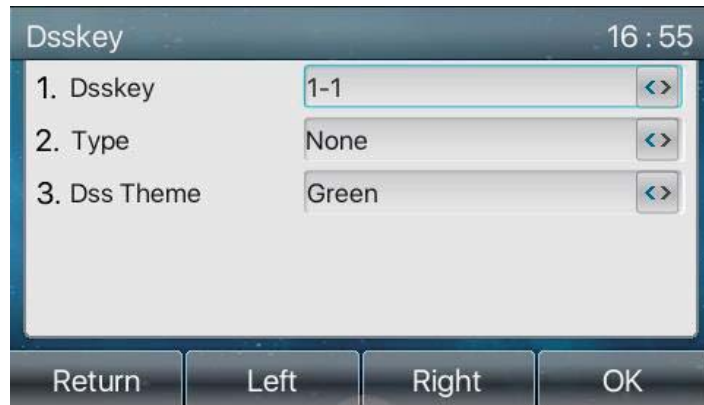 Dsskey 16:55
1. Dsskey 1-1 <>
2. Type None <>
3. Dss Theme Green <>
Return Left Right OK